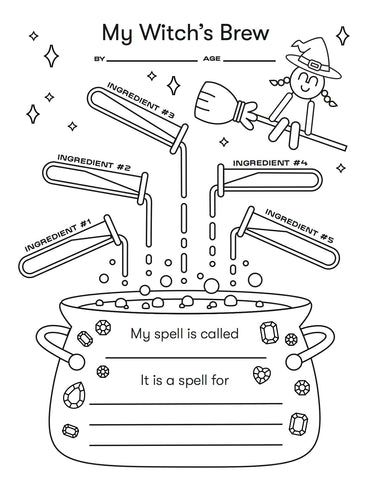 My Witch's Brew
BY AGE
INGREDIENT #3
INGREDIENT #2
INGREDIENT #4
INGREDIENT #1
INGREDIENT #5
My spell is called
It is a spell for